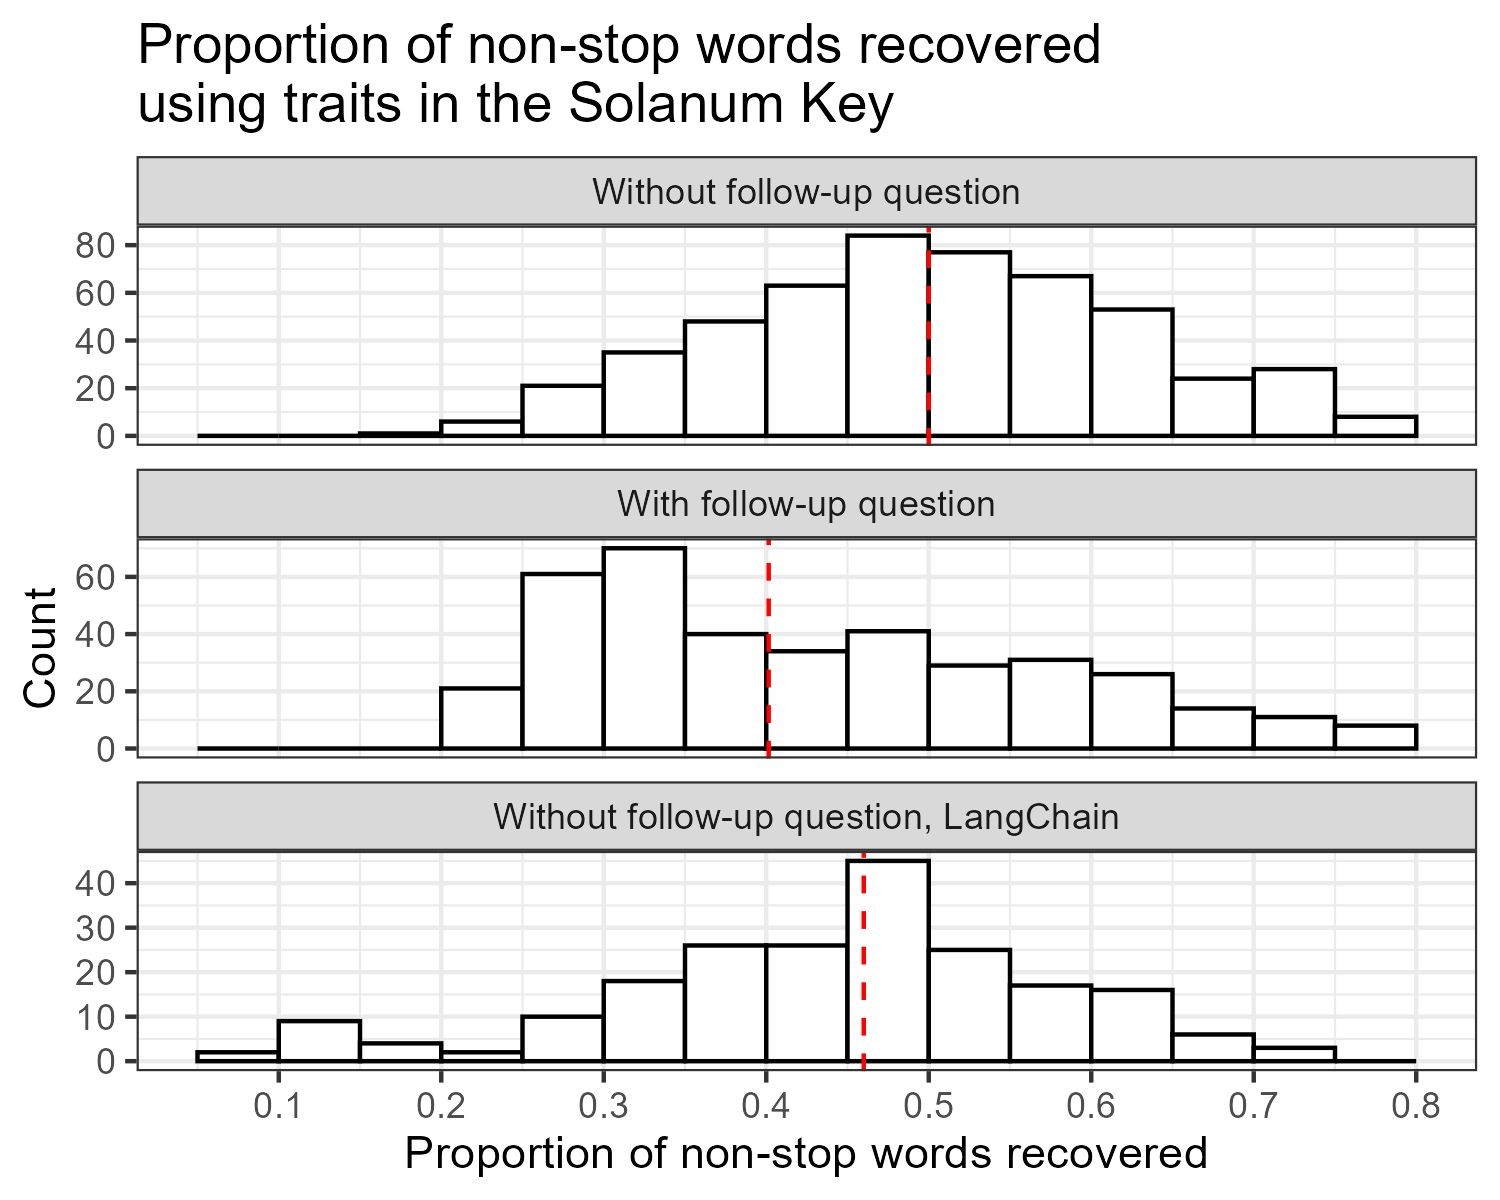 Proportion of non-stop words recovered
using traits in the Solanum Key
Without follow-up question
80
60
40
20
0
With follow-up question
60
40
20
0
Count
Without follow-up question, LangChain
40
30
20
10
0
0.1 0.2 0.3 0.4 0.5 0.6 0.7 0.8
Proportion of non-stop words recovered